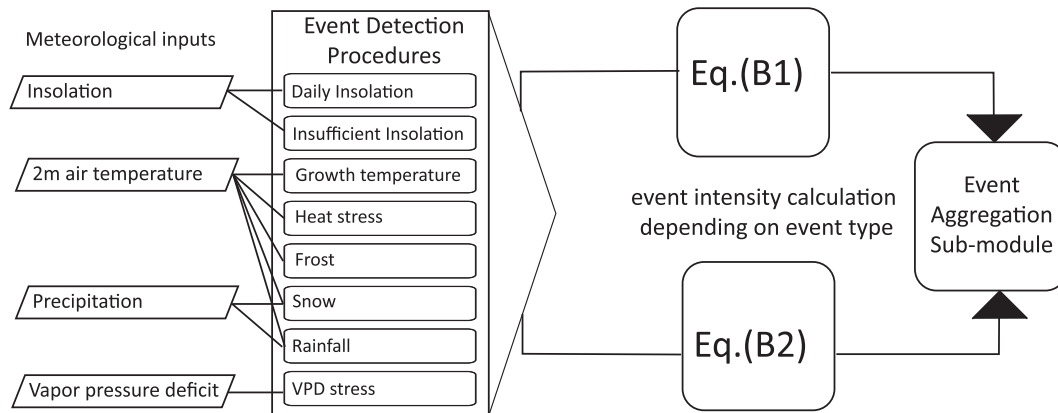 Meteorological inputs
Insolation
2m air temperature
Precipitation
Vapor pressure deficit
Event Detection
Procedures
Daily Insolation
Insufficient Insolation
Growth temperature
Heat stress
Frost
Snow
Rainfall
VPD stress
Eq.(B1)
event intensity calculation
depending on event type
Eq.(B2)
Event
Aggregation
Sub-module